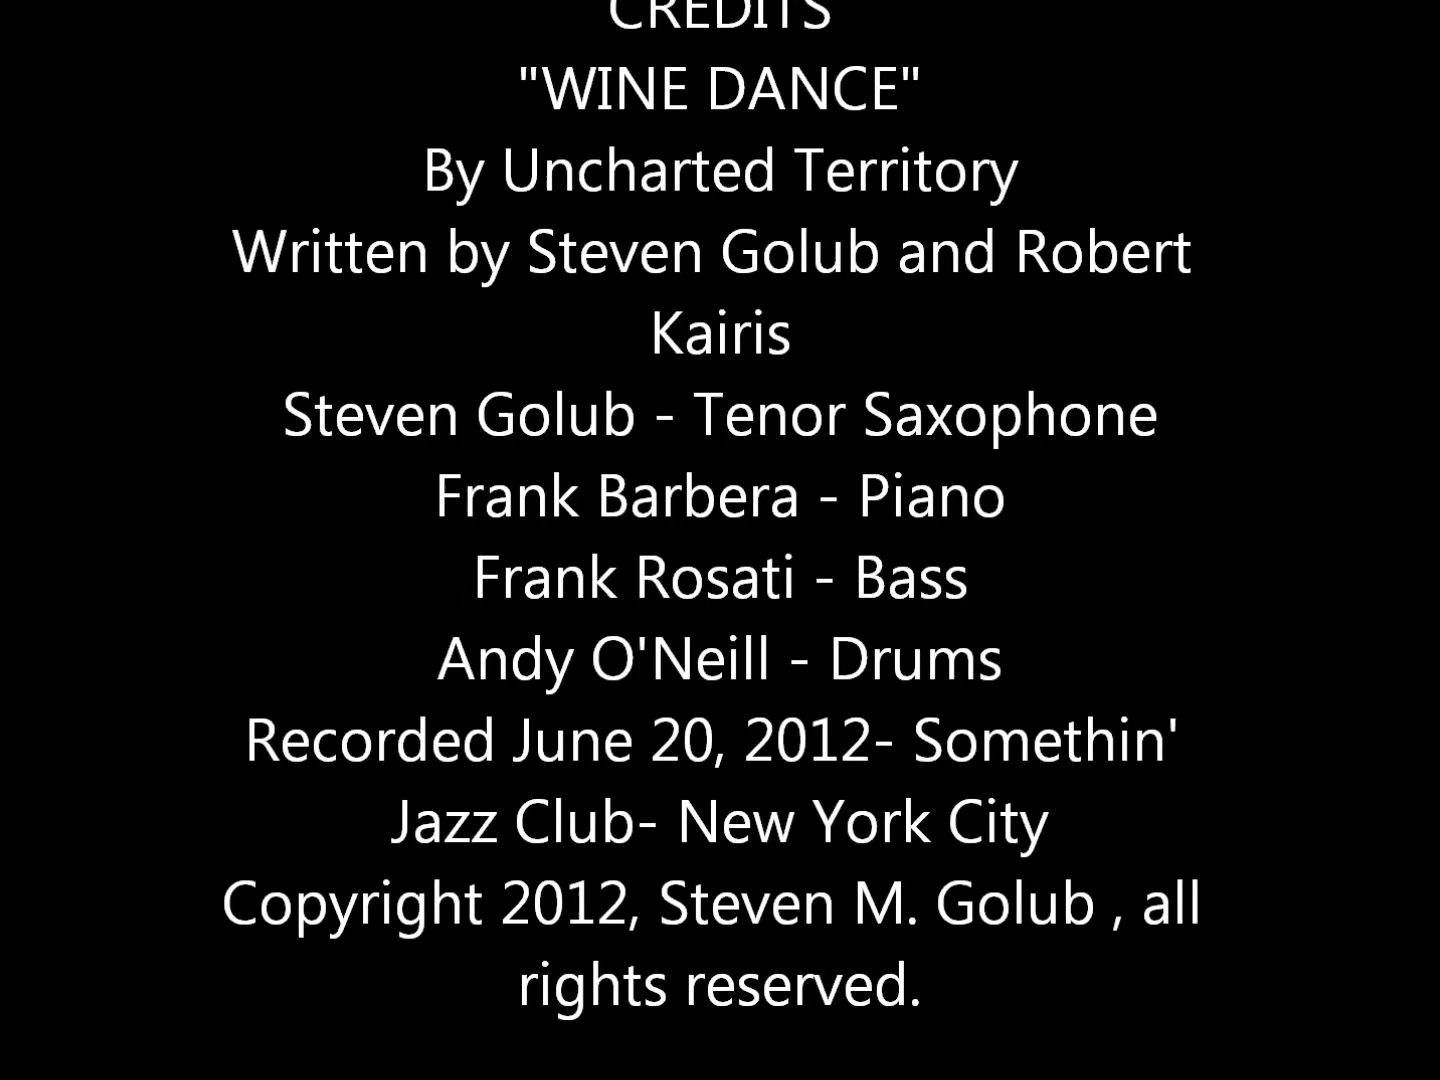 CREDITS
"WINE DANCE"
By Uncharted Territory
Written by Steven Golub and Robert
Kairis
Steven Golub - Tenor Saxophone
Frank Barbera - Piano
Frank Rosati - Bass
Andy O'Neill - Drums
Recorded June 20, 2012- Somethin'
Jazz Club- New York City
Copyright 2012, Steven M. Golub , all
rights reserved.